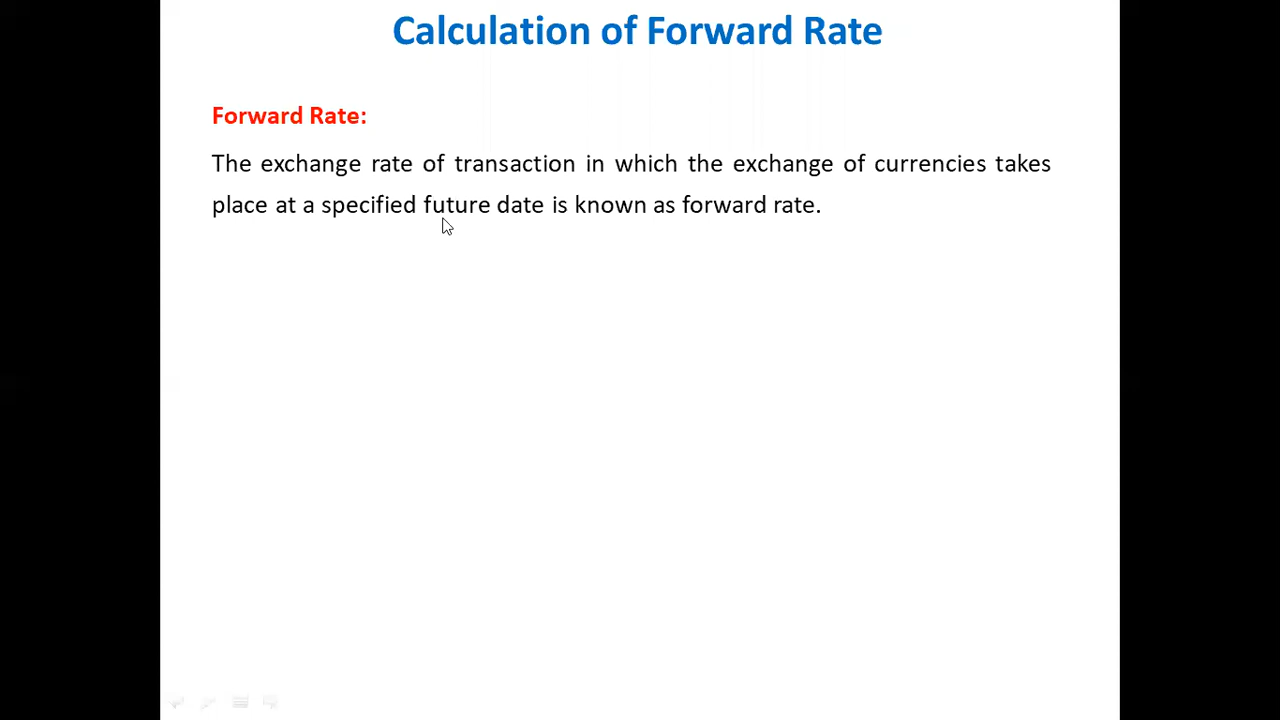 Calculation of Forward Rate
Forward Rate:
The exchange rate of transaction in which the exchange of currencies takes
place at a specified future date is known as forward rate.